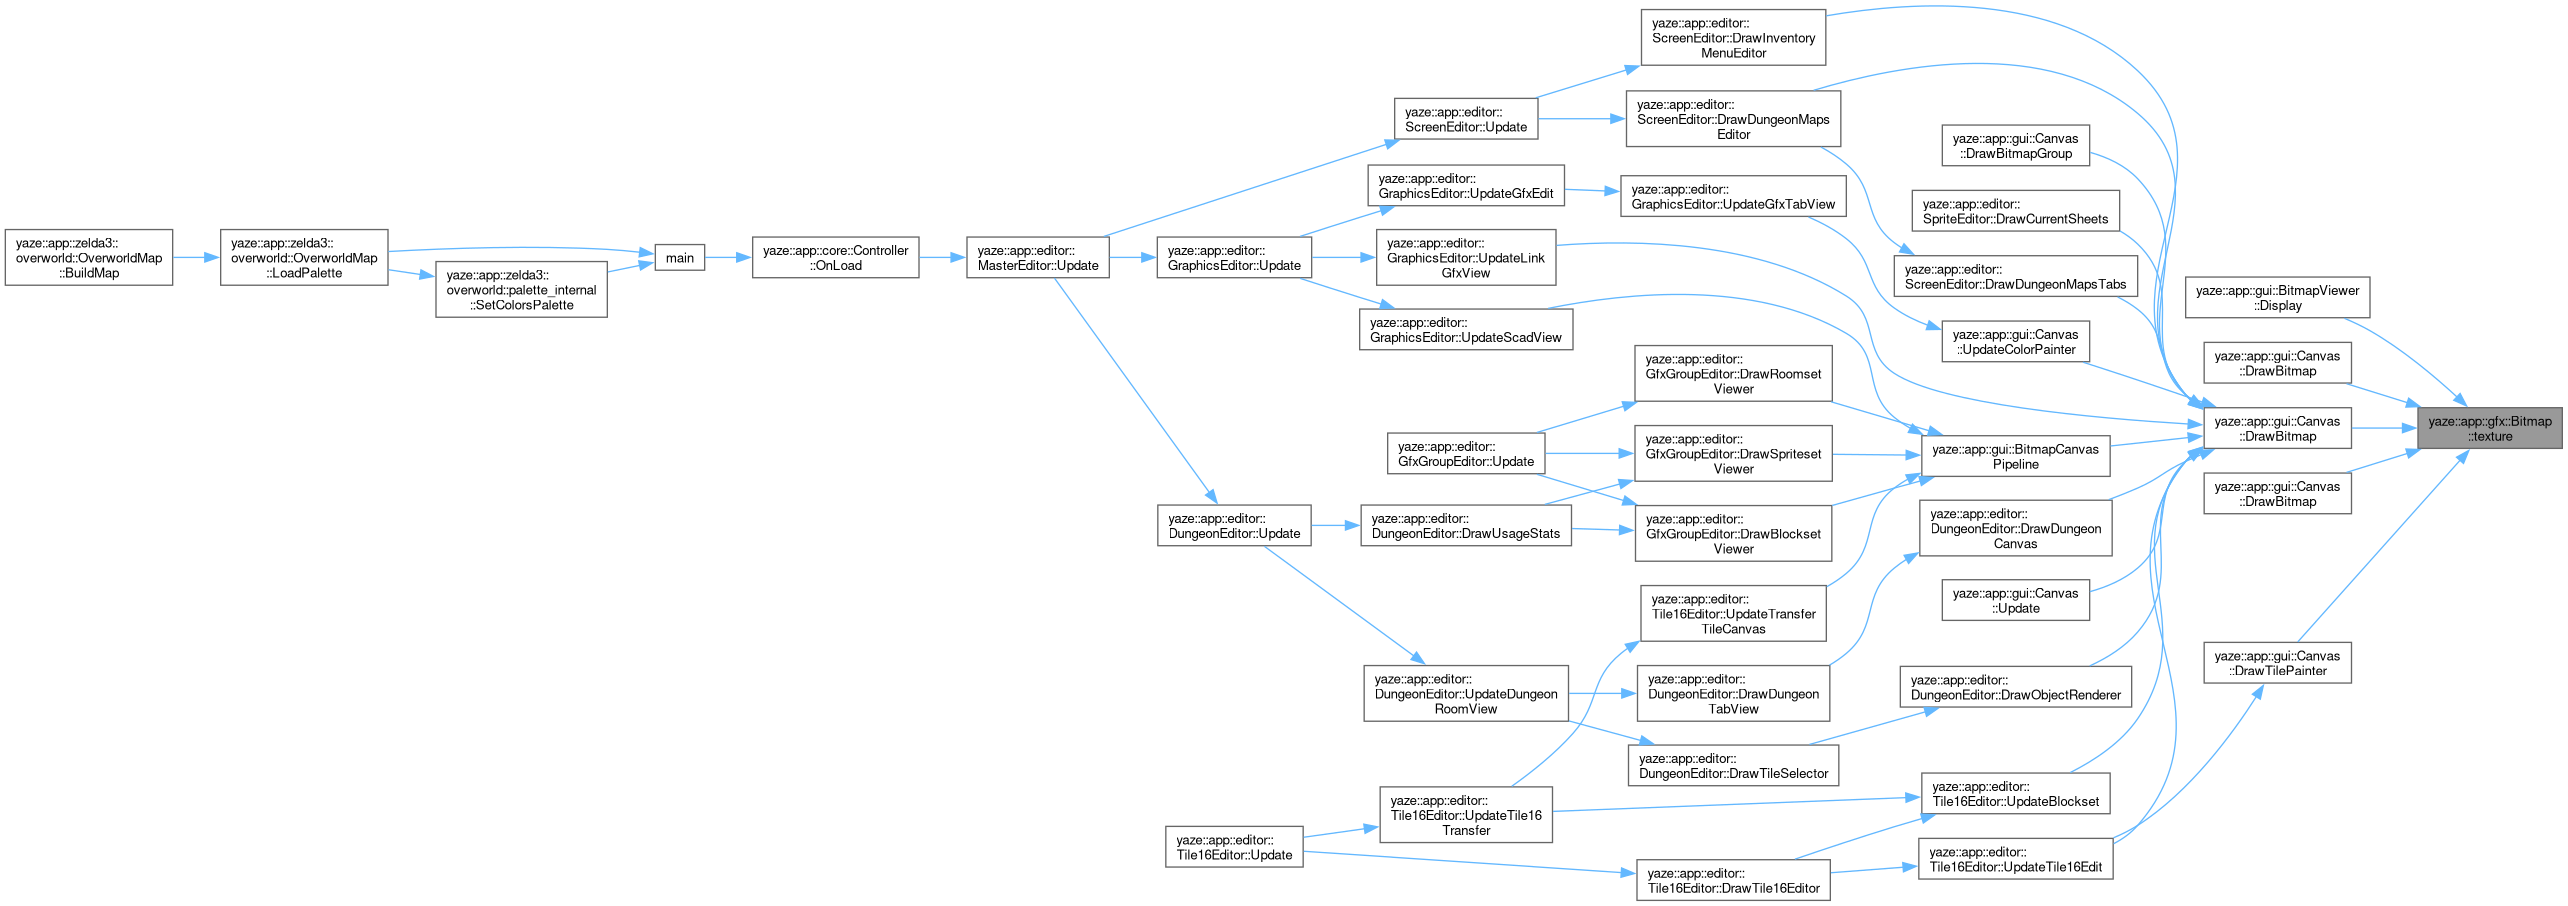 yaze::app::zelda3::
overworld::OverworldMap
::BuildMap
yaze::app::zelda3::
overworld::OverworldMap
::LoadPalette
yaze::app::zelda3::
overworld::palette_internal
::SetColorsPalette
main
yaze::app::core::Controller
::OnLoad
yaze::app::editor::
MasterEditor::Update
yaze::app::editor::
ScreenEditor::Update
yaze::app::editor::
GraphicsEditor::Update
yaze::app::editor::
DungeonEditor::Update
yaze::app::editor::
Tile16Editor::Update
yaze::app::editor::
GraphicsEditor::UpdateGfxEdit
yaze::app::editor::
GraphicsEditor::UpdateLink
GfxView
yaze::app::editor::
GraphicsEditor::UpdateScadView
yaze::app::editor::
GfxGroupEditor::Update
yaze::app::editor::
DungeonEditor::DrawUsageStats
yaze::app::editor::
DungeonEditor::UpdateDungeon
RoomView
yaze::app::editor::
Tile16Editor::UpdateTile16
Transfer
yaze::app::editor::
ScreenEditor::DrawInventory
MenuEditor
yaze::app::editor::
ScreenEditor::DrawDungeonMaps
Editor
yaze::app::editor::
GraphicsEditor::UpdateGfxTabView
yaze::app::editor::
GfxGroupEditor::DrawRoomset
Viewer
yaze::app::editor::
GfxGroupEditor::DrawSpriteset
Viewer
yaze::app::editor::
GfxGroupEditor::DrawBlockset
Viewer
yaze::app::editor::
Tile16Editor::UpdateTransfer
TileCanvas
yaze::app::editor::
DungeonEditor::DrawDungeon
TabView
yaze::app::editor::
DungeonEditor::DrawTileSelector
yaze::app::editor::
Tile16Editor::DrawTile16Editor
yaze::app::gui::Canvas
::DrawBitmapGroup
yaze::app::editor::
SpriteEditor::DrawCurrentSheets
yaze::app::editor::
ScreenEditor::DrawDungeonMapsTabs
yaze::app::gui::Canvas
::UpdateColorPainter
yaze::app::gui::BitmapCanvas
Pipeline
yaze::app::editor::
DungeonEditor::DrawDungeon
Canvas
yaze::app::gui::Canvas
::Update
yaze::app::editor::
DungeonEditor::DrawObjectRenderer
yaze::app::editor::
Tile16Editor::UpdateBlockset
yaze::app::editor::
Tile16Editor::UpdateTile16Edit
yaze::app::gui::BitmapViewer
::Display
yaze::app::gui::Canvas
::DrawBitmap
yaze::app::gui::Canvas
::DrawBitmap
yaze::app::gui::Canvas
::DrawBitmap
yaze::app::gui::Canvas
::DrawTilePainter
yaze::app::gfx::Bitmap
::texture